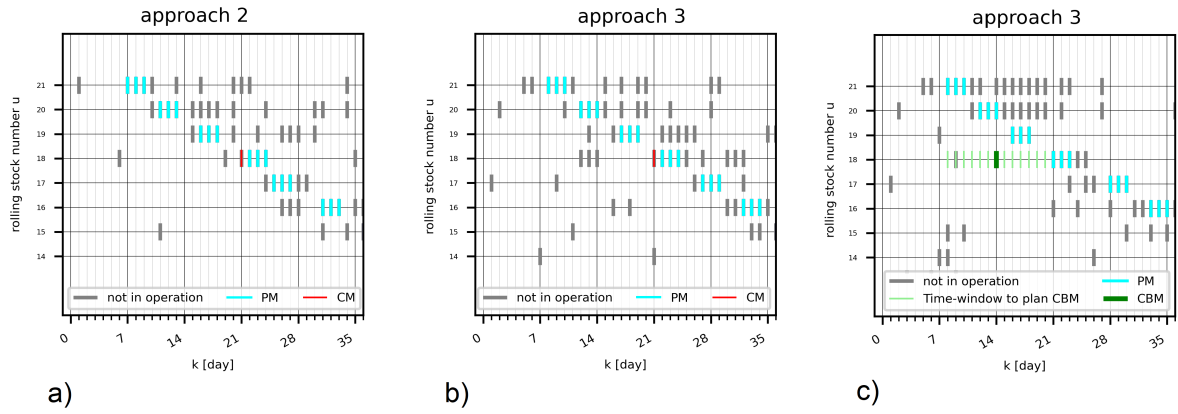 approach 2
rolling stock number u
21
20
19
18
17
16
15
14
not in operation PM CM
0 7 14 21 28 35
k [day]
a)
approach 3
rolling stock number u
21
20
19
18
17
16
15
14
not in operation PM CM
0 7 14 21 28 35
k [day]
b)
approach 3
rolling stock number u
21
20
19
18
17
16
15
14
not in operation PM
Time-window to plan CBM CBM
0 7 14 21 28 35
k [day]
c)